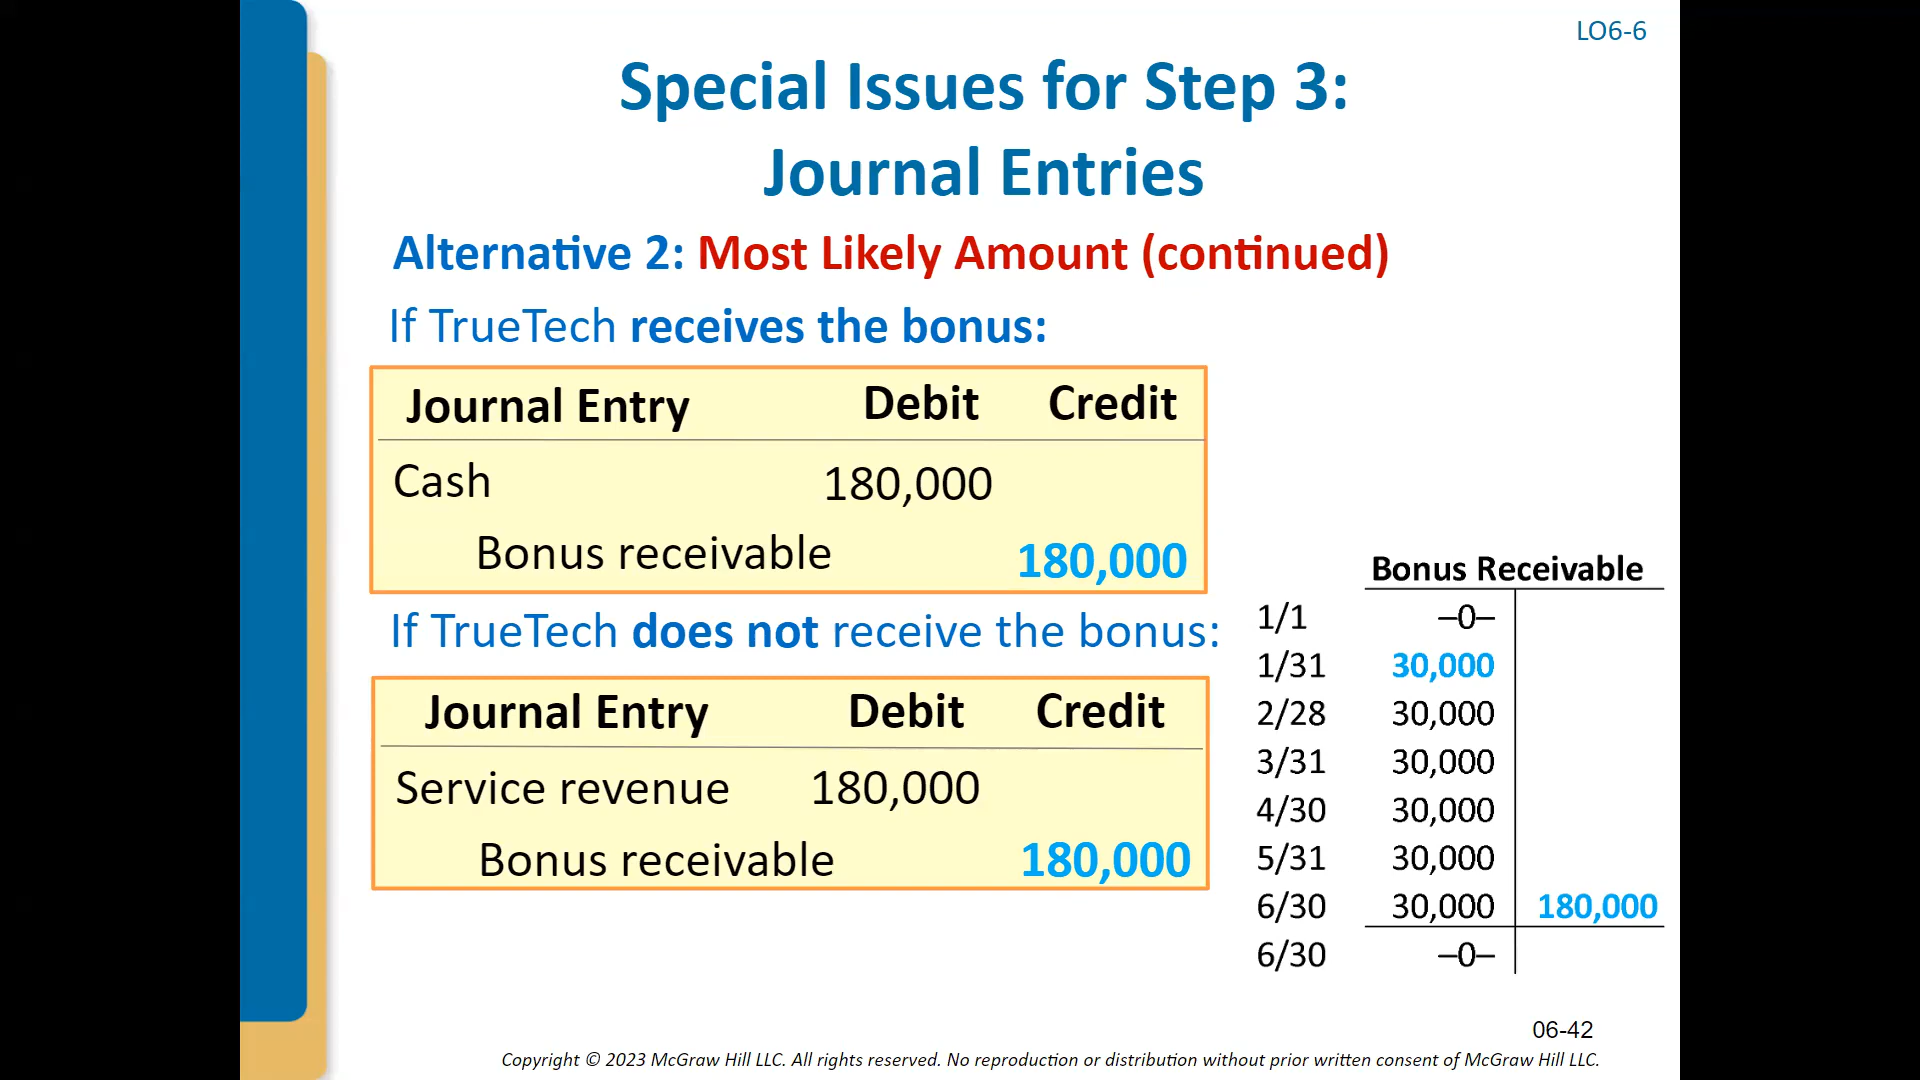 LO6-6
Special Issues for Step 3:
Journal Entries
Alternative 2: Most Likely Amount (continued)
If TrueTech receives the bonus:
Journal Entry Debit Credit
Cash 180,000
Bonus receivable 180,000
If TrueTech does not receive the bonus:
Journal Entry Debit Credit
Service revenue 180,000
Bonus receivable 180,000
Bonus Receivable
1/1 –0–
1/31 30,000
2/28 30,000
3/31 30,000
4/30 30,000
5/31 30,000
6/30 30,000 180,000
6/30 –0–
06-42
Copyright © 2023 McGraw Hill LLC. All rights reserved. No reproduction or distribution without prior written consent of McGraw Hill LLC.